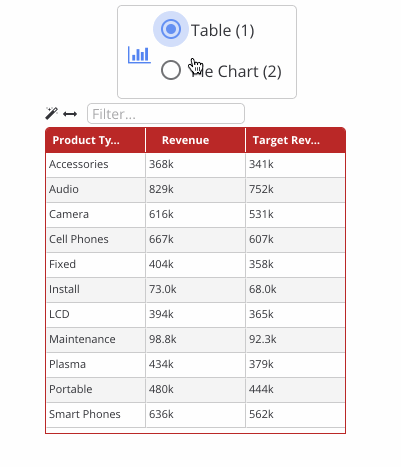 Table (1)
Pie Chart (2)
Filter...
Product Ty... Revenue Target Rev...
Accessories 368k 341k
Audio 829k 752k
Camera 616k 531k
Cell Phones 667k 607k
Fixed 404k 358k
Install 73.0k 68.0k
LCD 394k 365k
Maintenance 98.8k 92.3k
Plasma 434k 379k
Portable 480k 444k
Smart Phones 636k 562k